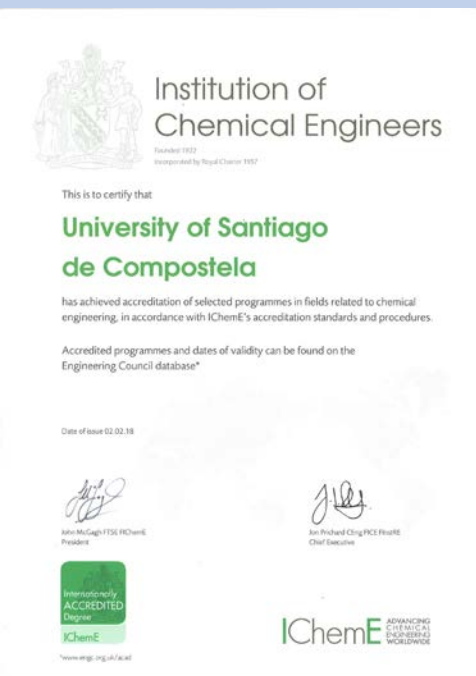 Institution of
Chemical Engineers
Founded 1922
Incorporated by Royal Charter 1957
This is to certify that
University of Santiago
de Compostela
has achieved accreditation of selected programmes in fields related to chemical
engineering, in accordance with IChemE's accreditation standards and procedures.
Accredited programmes and dates of validity can be found on the
Engineering Council database*
Date of issue 02.02.18
John McGagh FTSE FIChemE
President
Jon Prichard CEng FICE FInstRE
Chief Executive
Internationally
ACCREDITED
Degree
IChemE
IChemE
ADVANCING
CHEMICAL
ENGINEERING
WORLDWIDE
*www.engc.org.uk/acad